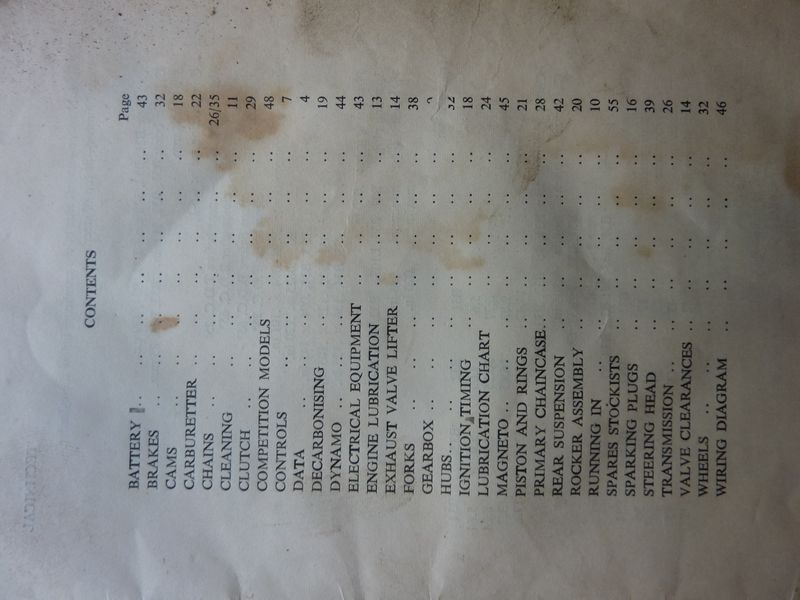 CONTENTS
Page
BATTERY .. .. .. .. .. .. 43
BRAKES .. .. .. .. .. .. 32
CAMS .. .. .. .. .. .. .. 18
CARBURETTER .. .. .. .. .. 22
CHAINS .. .. .. .. .. .. 26/35
CLEANING .. .. .. .. .. .. 11
CLUTCH .. .. .. .. .. .. 29
COMPETITION MODELS .. .. .. .. 48
CONTROLS .. .. .. .. .. .. 7
DATA .. .. .. .. .. .. .. 4
DECARBONISING .. .. .. .. .. 19
DYNAMO .. .. .. .. .. .. 44
ELECTRICAL EQUIPMENT .. .. .. .. 43
ENGINE LUBRICATION .. .. .. .. 13
EXHAUST VALVE LIFTER .. .. .. .. 14
FORKS .. .. .. .. .. .. 38
GEARBOX .. .. .. .. .. ..
HUBS .. .. .. .. .. .. .. 32
IGNITION TIMING .. .. .. .. .. 18
LUBRICATION CHART .. .. .. .. 24
MAGNETO .. .. .. .. .. .. 45
PISTON AND RINGS .. .. .. .. .. 21
PRIMARY CHAINCASE .. .. .. .. .. 28
REAR SUSPENSION .. .. .. .. .. 42
ROCKER ASSEMBLY .. .. .. .. .. 20
RUNNING IN .. .. .. .. .. .. 10
SPARES STOCKISTS .. .. .. .. .. 55
SPARKING PLUGS .. .. .. .. .. 16
STEERING HEAD .. .. .. .. .. 39
TRANSMISSION .. .. .. .. .. .. 26
VALVE CLEARANCES .. .. .. .. .. 14
WHEELS .. .. .. .. .. .. .. 32
WIRING DIAGRAM .. .. .. .. .. 46